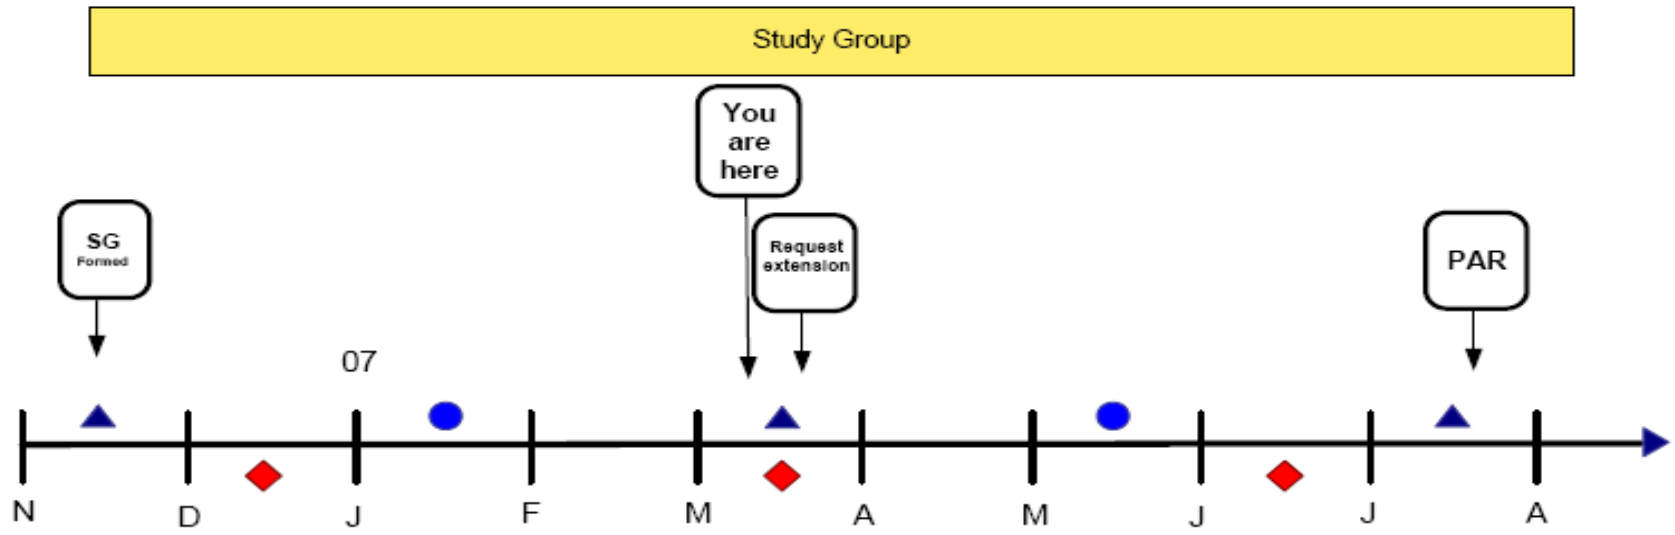 Study Group
You
are
here
SG
Formed
Request
extension
PAR
07
N
D
J
F
M
A
M
J
J
A